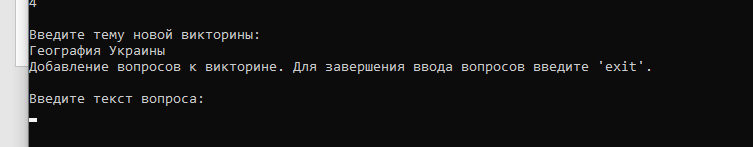 4
Введите тему новой викторины:
География Украины
Добавление вопросов к викторине. Для завершения ввода вопросов введите 'exit'.
Введите текст вопроса: